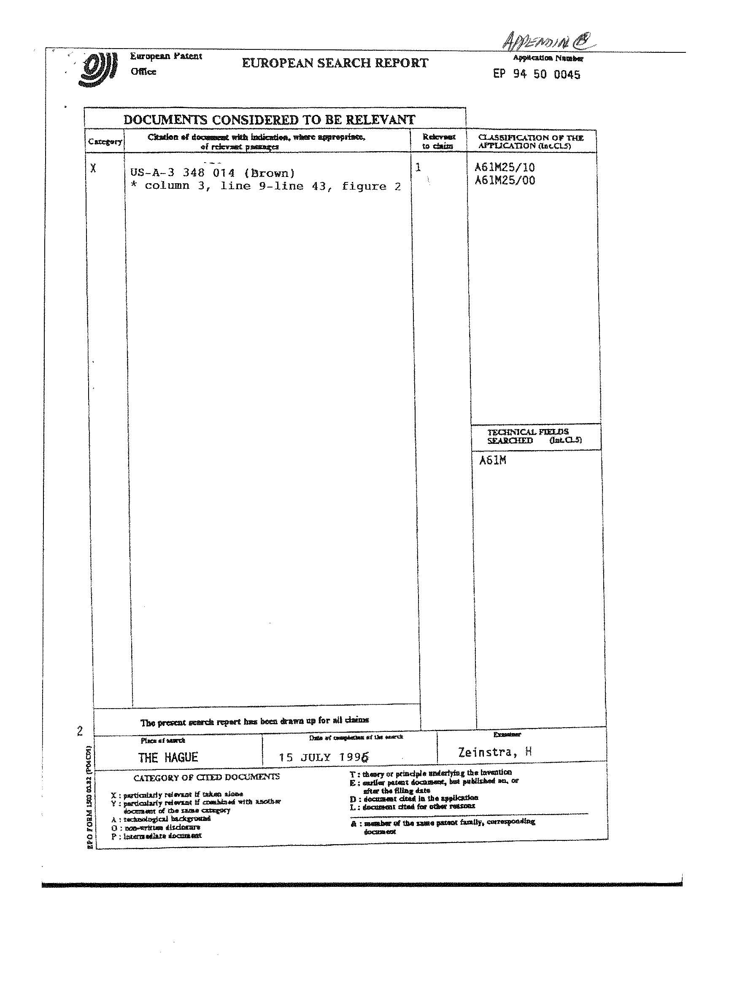 APPENDIX
European Patent
Office
EUROPEAN SEARCH REPORT
Application Number
EP 94 50 0045
DOCUMENTS CONSIDERED TO BE RELEVANT
Category
Citation of document with indication, where appropriate,
of relevant passages
Relevant
to claim
CLASSIFICATION OF THE
APPLICATION (Int.Cl.5)
X
US-A-3 348 014 (Brown)
* column 3, line 9-line 43, figure 2
1
A61M25/10
A61M25/00
TECHNICAL FIELDS
SEARCHED (Int.Cl.5)
A61M
The present search report has been drawn up for all claims
2
Place of search
THE HAGUE
Date of completion of the search
15 JULY 1996
Examiner
Zeinstra, H
CATEGORY OF CITED DOCUMENTS
X : particularly relevant if taken alone
Y : particularly relevant if combined with another
document of the same category
A : technological background
O : non-written disclosure
P : intermediate document
T : theory or principle underlying the invention
E : earlier patent document, but published on, or
after the filing date
D : document cited in the application
L : document cited for other reasons
& : member of the same patent family, corresponding
document
EPO FORM 1503 03.82 (P04C01)